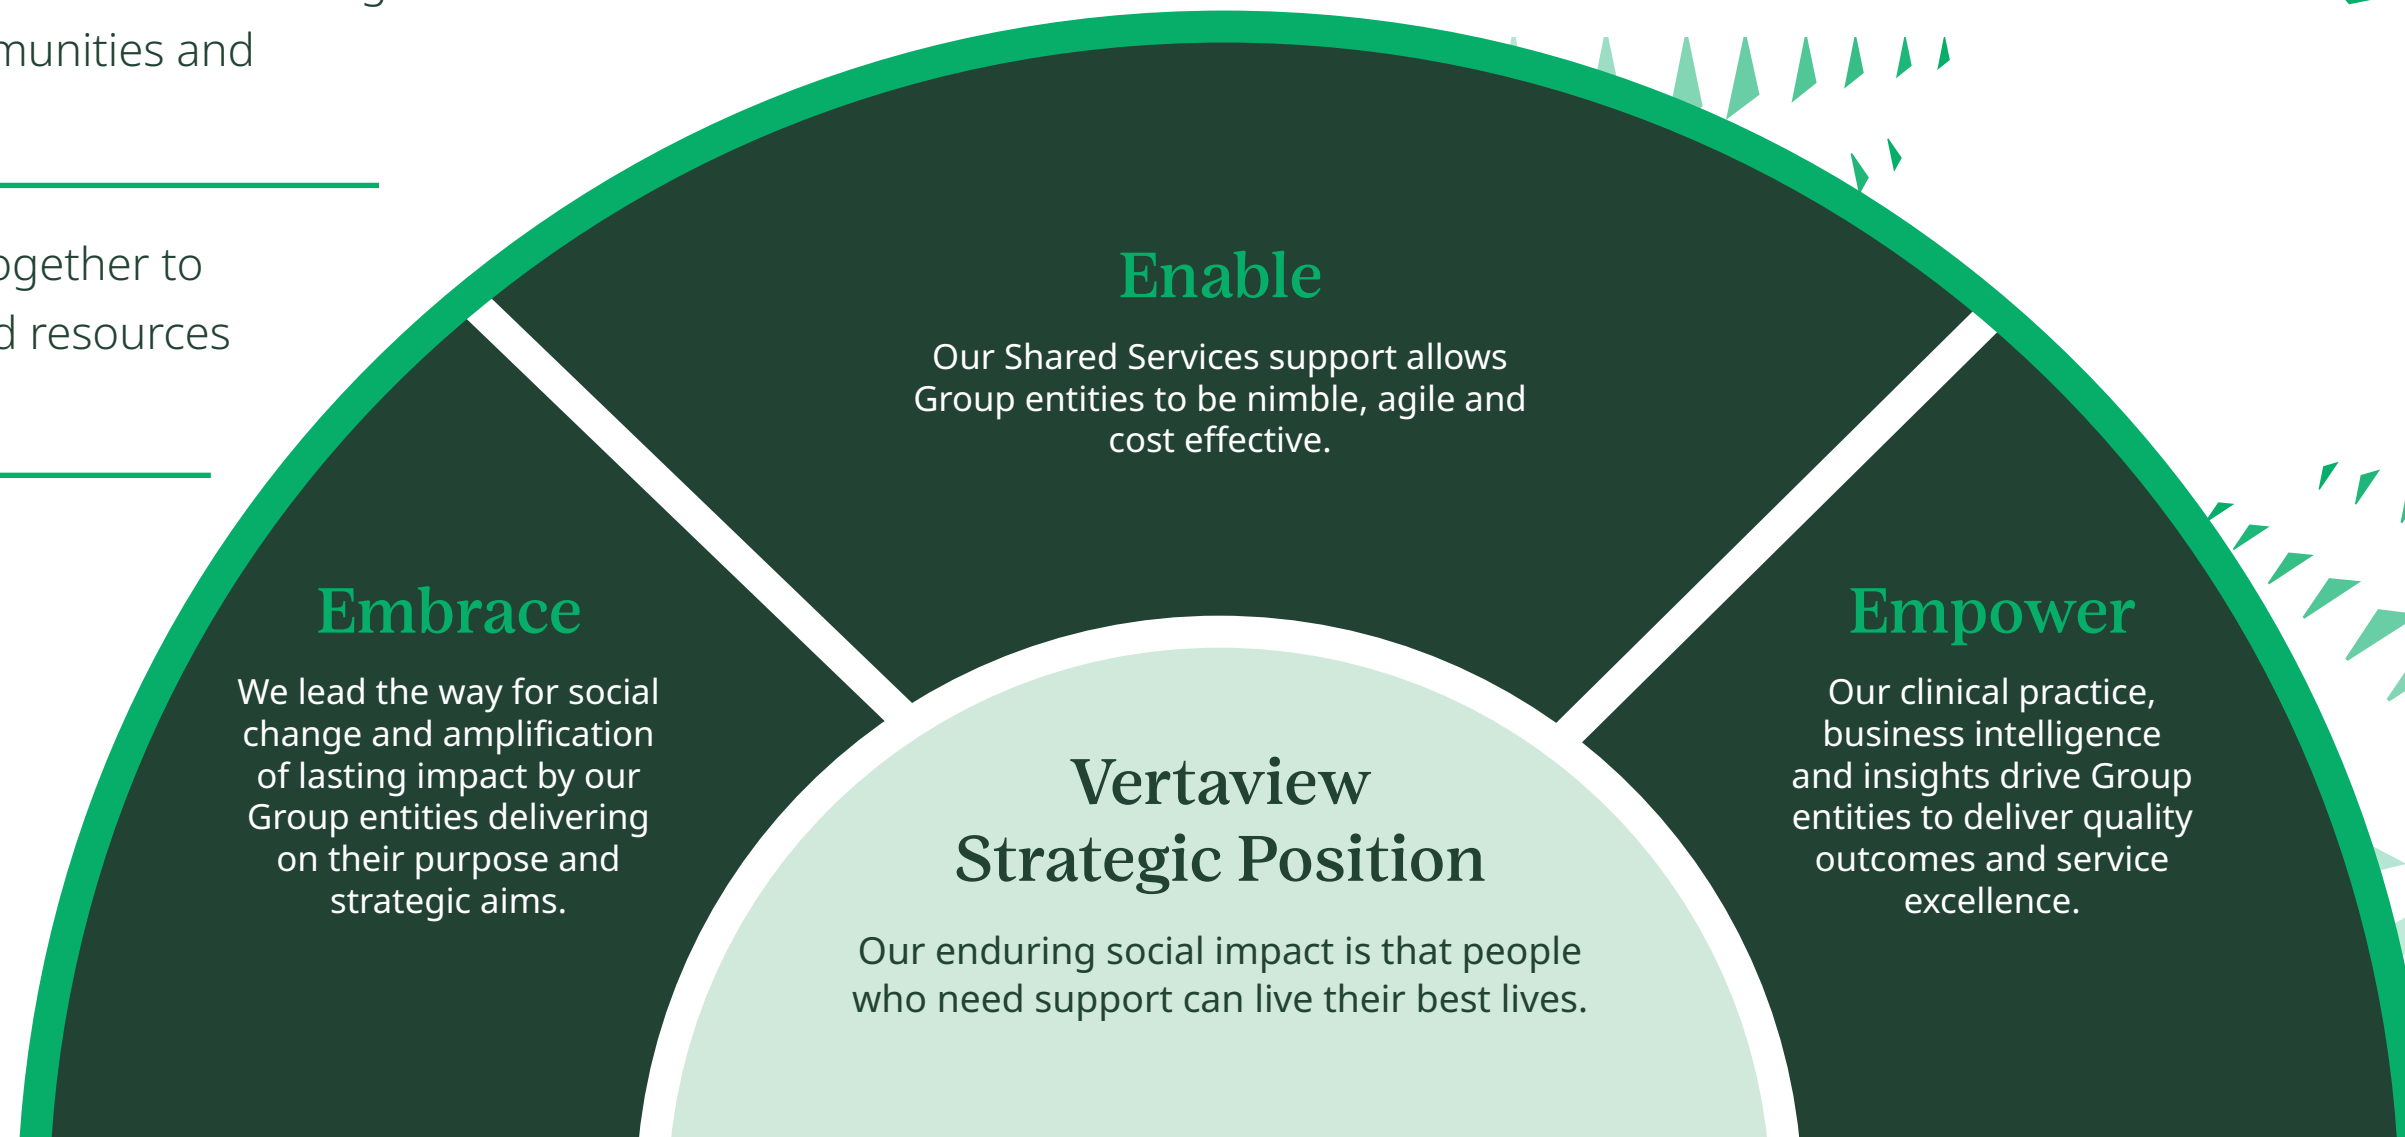 and
to
resources
Enable
Our Shared Services support allows
Group entities to be nimble, agile and
cost effective.
Embrace
We lead the way for social
change and amplification
of lasting impact by our
Group entities delivering
on their purpose and
strategic aims.
Empower
Our clinical practice,
business intelligence
and insights drive Group
entities to deliver quality
outcomes and service
excellence.
Vertaview
Strategic Position
Our enduring social impact is that people
who need support can live their best lives.